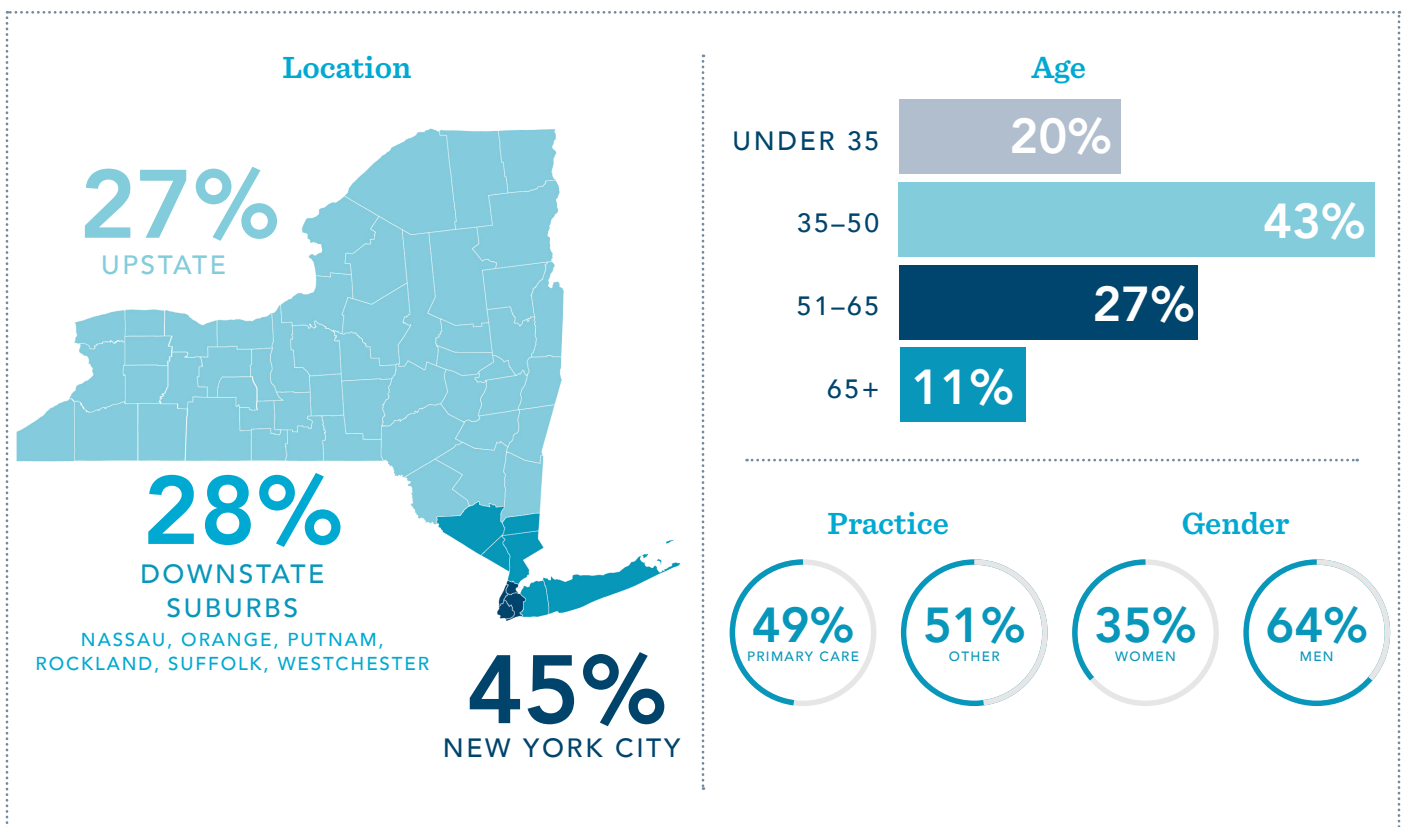 Location
27%
UPSTATE
28%
DOWNSTATE
SUBURBS
NASSAU, ORANGE, PUTNAM,
ROCKLAND, SUFFOLK, WESTCHESTER
45%
NEW YORK CITY
Age
UNDER 35 20%
35–50 43%
51–65 27%
65+ 11%
Practice
49%
PRIMARY CARE
51%
OTHER
Gender
35%
WOMEN
64%
MEN